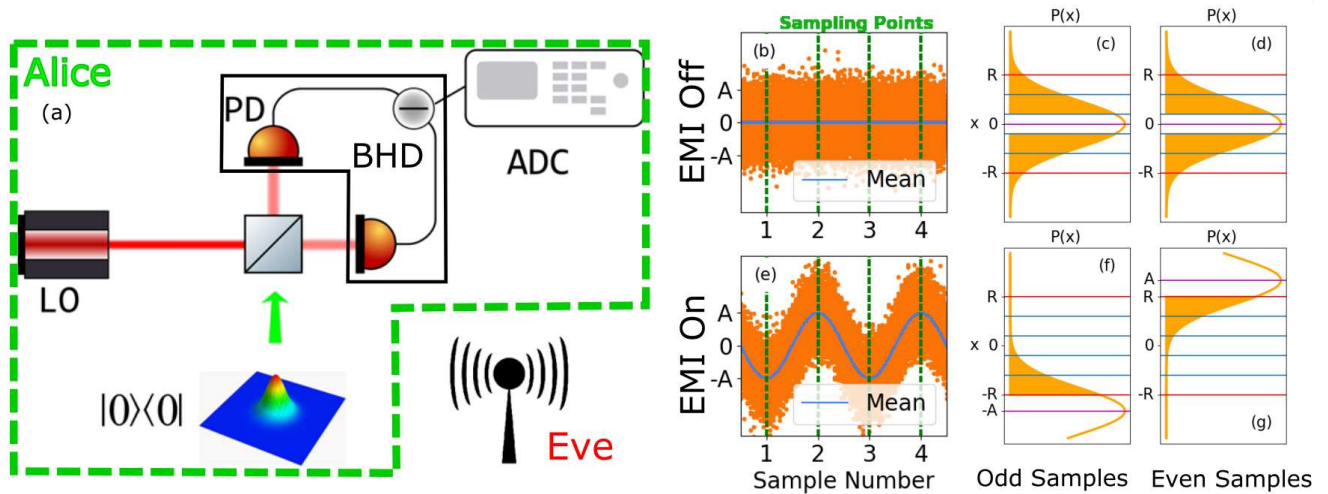 Alice
(a)
PD
BHD
ADC
LO
|0⟩⟨0|
Eve
Sampling Points
EMI Off
(b)
A
0
-A
Mean
1 2 3 4
P(x)
(c)
R
x 0
-R
P(x)
(d)
R
0
-R
EMI On
(e)
A
0
-A
Mean
1 2 3 4
Sample Number
P(x)
(f)
R
x 0
-R
-A
Odd Samples
P(x)
A
R
0
-R
(g)
Even Samples